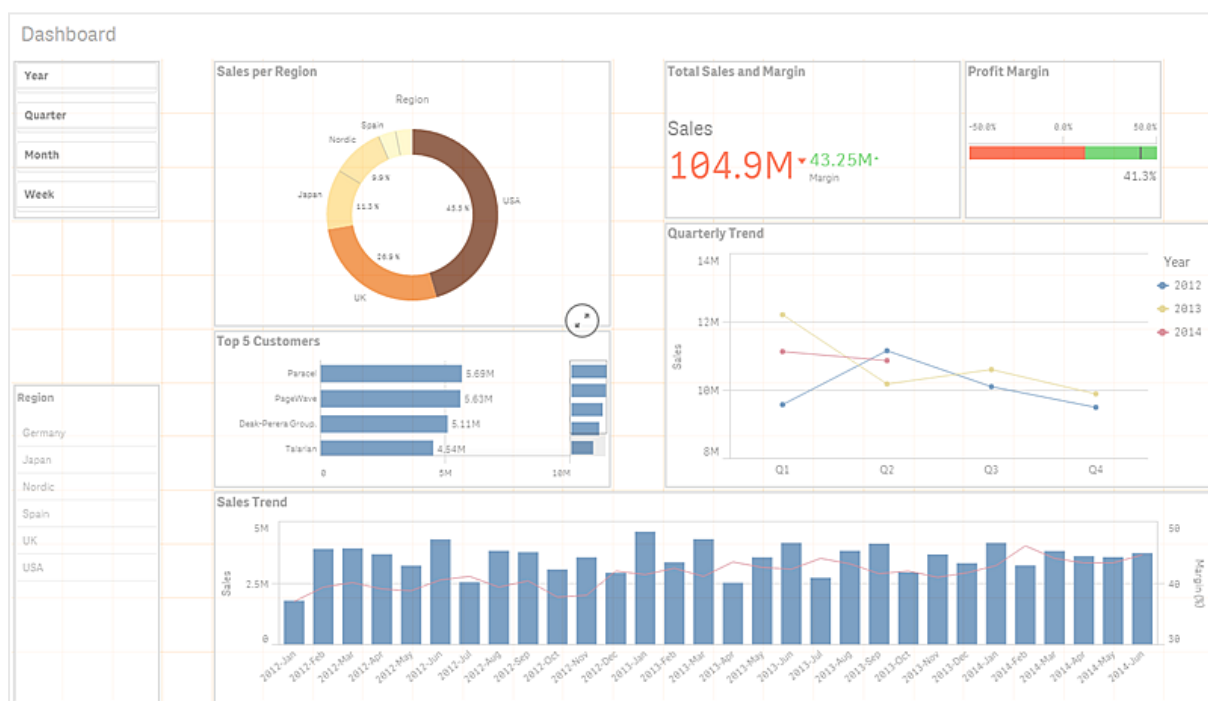 Dashboard
Year
Quarter
Month
Week
Region
Germany
Japan
Nordic
Spain
UK
USA
Sales per Region
Region
Spain
Nordic
Japan
USA
UK
9.9%
11.3%
45.5%
26.9%
Top 5 Customers
Paracel 5.69M
PageWave 5.63M
Deak-Perera Group. 5.11M
Talarian 4.54M
0 5M 10M
Total Sales and Margin
Sales
104.9M 43.25M
Margin
Profit Margin
-50.0% 0.0% 50.0%
41.3%
Quarterly Trend
14M
12M
10M
8M
Sales
Q1 Q2 Q3 Q4
Year
2012
2013
2014
Sales Trend
5M
2.5M
0
Sales
50
40
30
Margin (%)
2012-Jan 2012-Feb 2012-Mar 2012-Apr 2012-May 2012-Jun 2012-Jul 2012-Aug 2012-Sep 2012-Oct 2012-Nov 2012-Dec 2013-Jan 2013-Feb 2013-Mar 2013-Apr 2013-May 2013-Jun 2013-Jul 2013-Aug 2013-Sep 2013-Oct 2013-Nov 2013-Dec 2014-Jan 2014-Feb 2014-Mar 2014-Apr 2014-May 2014-Jun